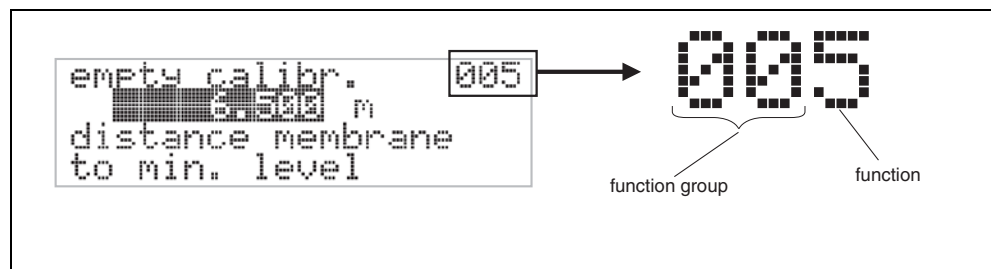 empty calibr. 005
6.500 m
distance membrane
to min. level
005
function group
function